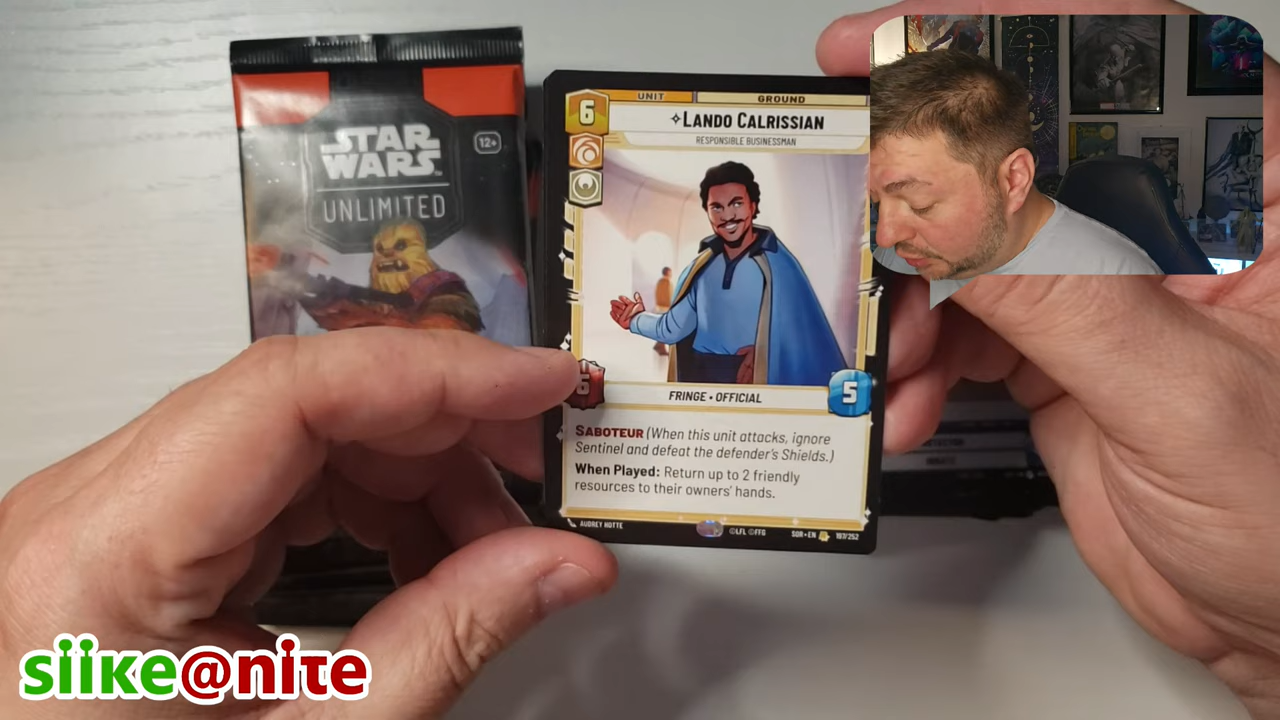 STAR
WARS
UNLIMITED
12+
UNIT
GROUND
6
LANDO CALRISSIAN
RESPONSIBLE BUSINESSMAN
5
FRINGE • OFFICIAL
SABOTEUR (When this unit attacks, ignore
Sentinel and defeat the defender's Shields.)
When Played: Return up to 2 friendly
resources to their owners' hands.
AUDREY HOTTE
©LFL ©FFG
SOR • EN
197/252
siike@nite